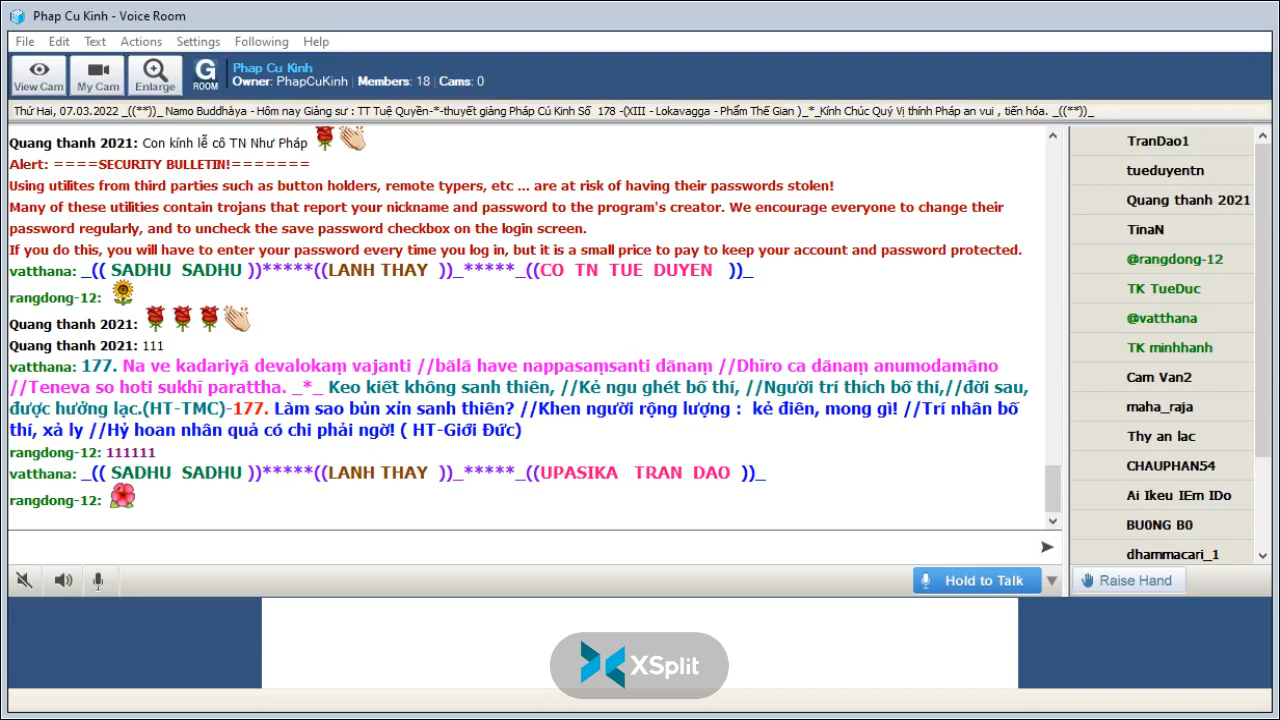 Phap Cu Kinh - Voice Room
File Edit Text Actions Settings Following Help
View Cam My Cam Enlarge G ROOM
Phap Cu Kinh
Owner: PhapCuKinh | Members: 18 | Cams: 0
Thứ Hai, 07.03.2022 _((**))_ Namo Buddhàya - Hôm nay Giảng sư : TT Tuệ Quyền-*-thuyết giảng Pháp Cú Kinh Số 178 -(XIII - Lokavagga - Phẩm Thế Gian )_*_Kính Chúc Quý Vị thính Pháp an vui , tiến hóa. _((**))_
Quang thanh 2021: Con kính lễ cô TN Như Pháp
Alert: ====SECURITY BULLETIN!=======
Using utilites from third parties such as button holders, remote typers, etc ... are at risk of having their passwords stolen!
Many of these utilities contain trojans that report your nickname and password to the program's creator. We encourage everyone to change their
password regularly, and to uncheck the save password checkbox on the login screen.
If you do this, you will have to enter your password every time you log in, but it is a small price to pay to keep your account and password protected.
vatthana: _(( SADHU SADHU ))*****((LANH THAY ))_*****_((CO TN TUE DUYEN ))_
rangdong-12:
Quang thanh 2021:
Quang thanh 2021: 111
vatthana: 177. Na ve kadariyā devalokaṃ vajanti //bālā have nappasaṃsanti dānaṃ //Dhīro ca dānaṃ anumodamāno
//Teneva so hoti sukhī parattha. _*_ Keo kiết không sanh thiên, //Kẻ ngu ghét bố thí, //Người trí thích bố thí,//đời sau,
được hưởng lạc.(HT-TMC)-177. Làm sao bủn xỉn sanh thiên? //Khen người rộng lượng : kẻ điên, mong gì! //Trí nhân bố
thí, xả ly //Hỷ hoan nhân quả có chi phải ngờ! ( HT-Giới Đức)
rangdong-12: 111111
vatthana: _(( SADHU SADHU ))*****((LANH THAY ))_*****_((UPASIKA TRAN DAO ))_
rangdong-12:
TranDao1
tueduyentn
Quang thanh 2021
TinaN
@rangdong-12
TK TueDuc
@vatthana
TK minhhanh
Cam Van2
maha_raja
Thy an lac
CHAUPHAN54
Ai Ikeu IEm IDo
BU0NG B0
dhammacari_1
Hold to Talk
Raise Hand
XSplit